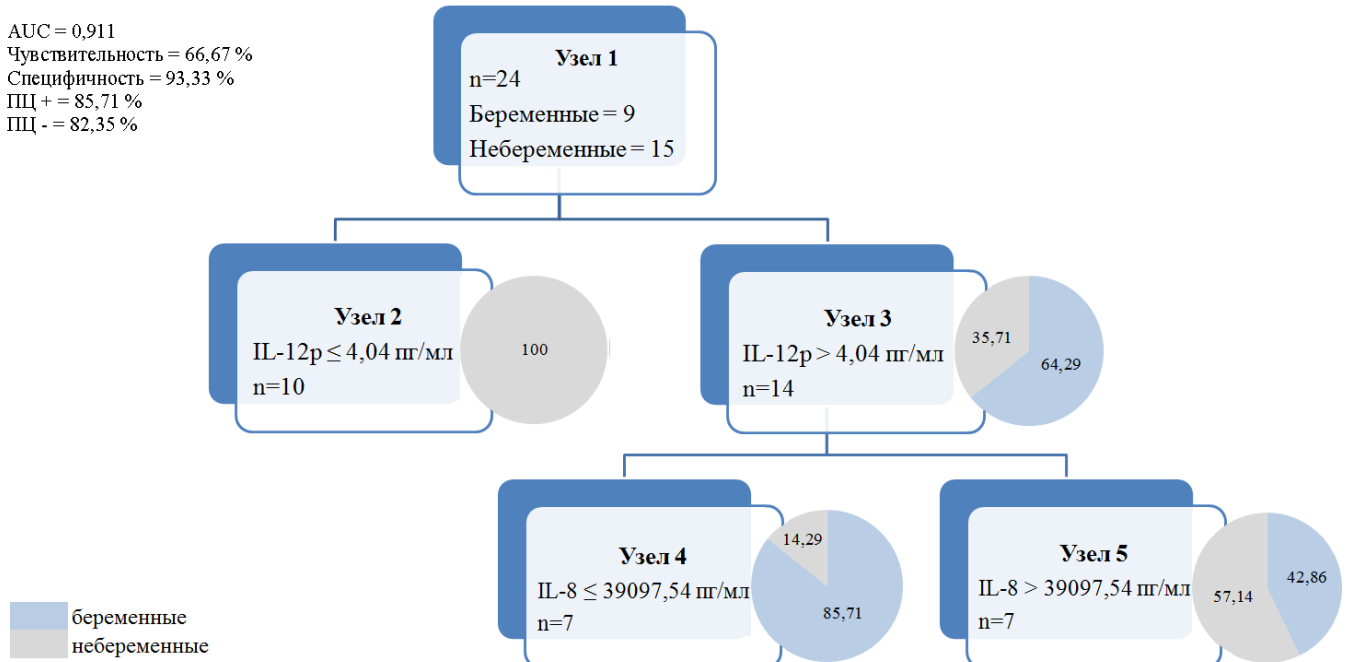 AUC = 0,911
Чувствительность = 66,67 %
Специфичность = 93,33 %
ПЦ + = 85,71 %
ПЦ - = 82,35 %
Узел 1
n=24
Беременные = 9
Небеременные = 15
Узел 2
IL-12p ≤ 4,04 пг/мл
n=10
100
Узел 3
IL-12p > 4,04 пг/мл
n=14
35,71
64,29
Узел 4
IL-8 ≤ 39097,54 пг/мл
n=7
14,29
85,71
Узел 5
IL-8 > 39097,54 пг/мл
n=7
57,14
42,86
беременные
небеременные